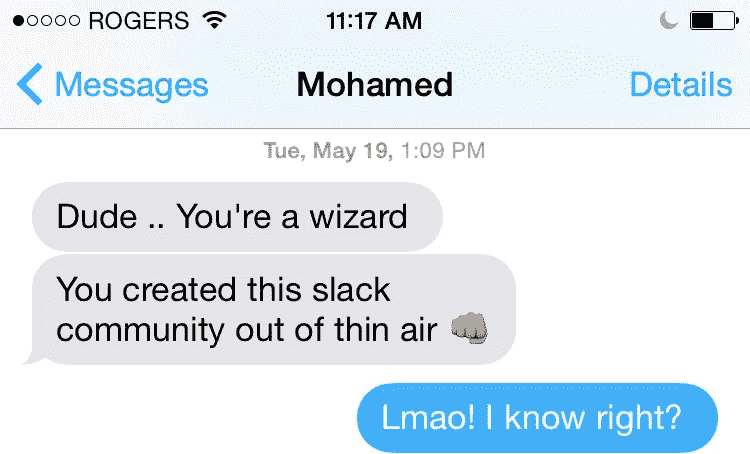 ROGERS 11:17 AM
Messages Mohamed Details
Tue, May 19, 1:09 PM
Dude .. You're a wizard
You created this slack
community out of thin air 👊
Lmao! I know right?